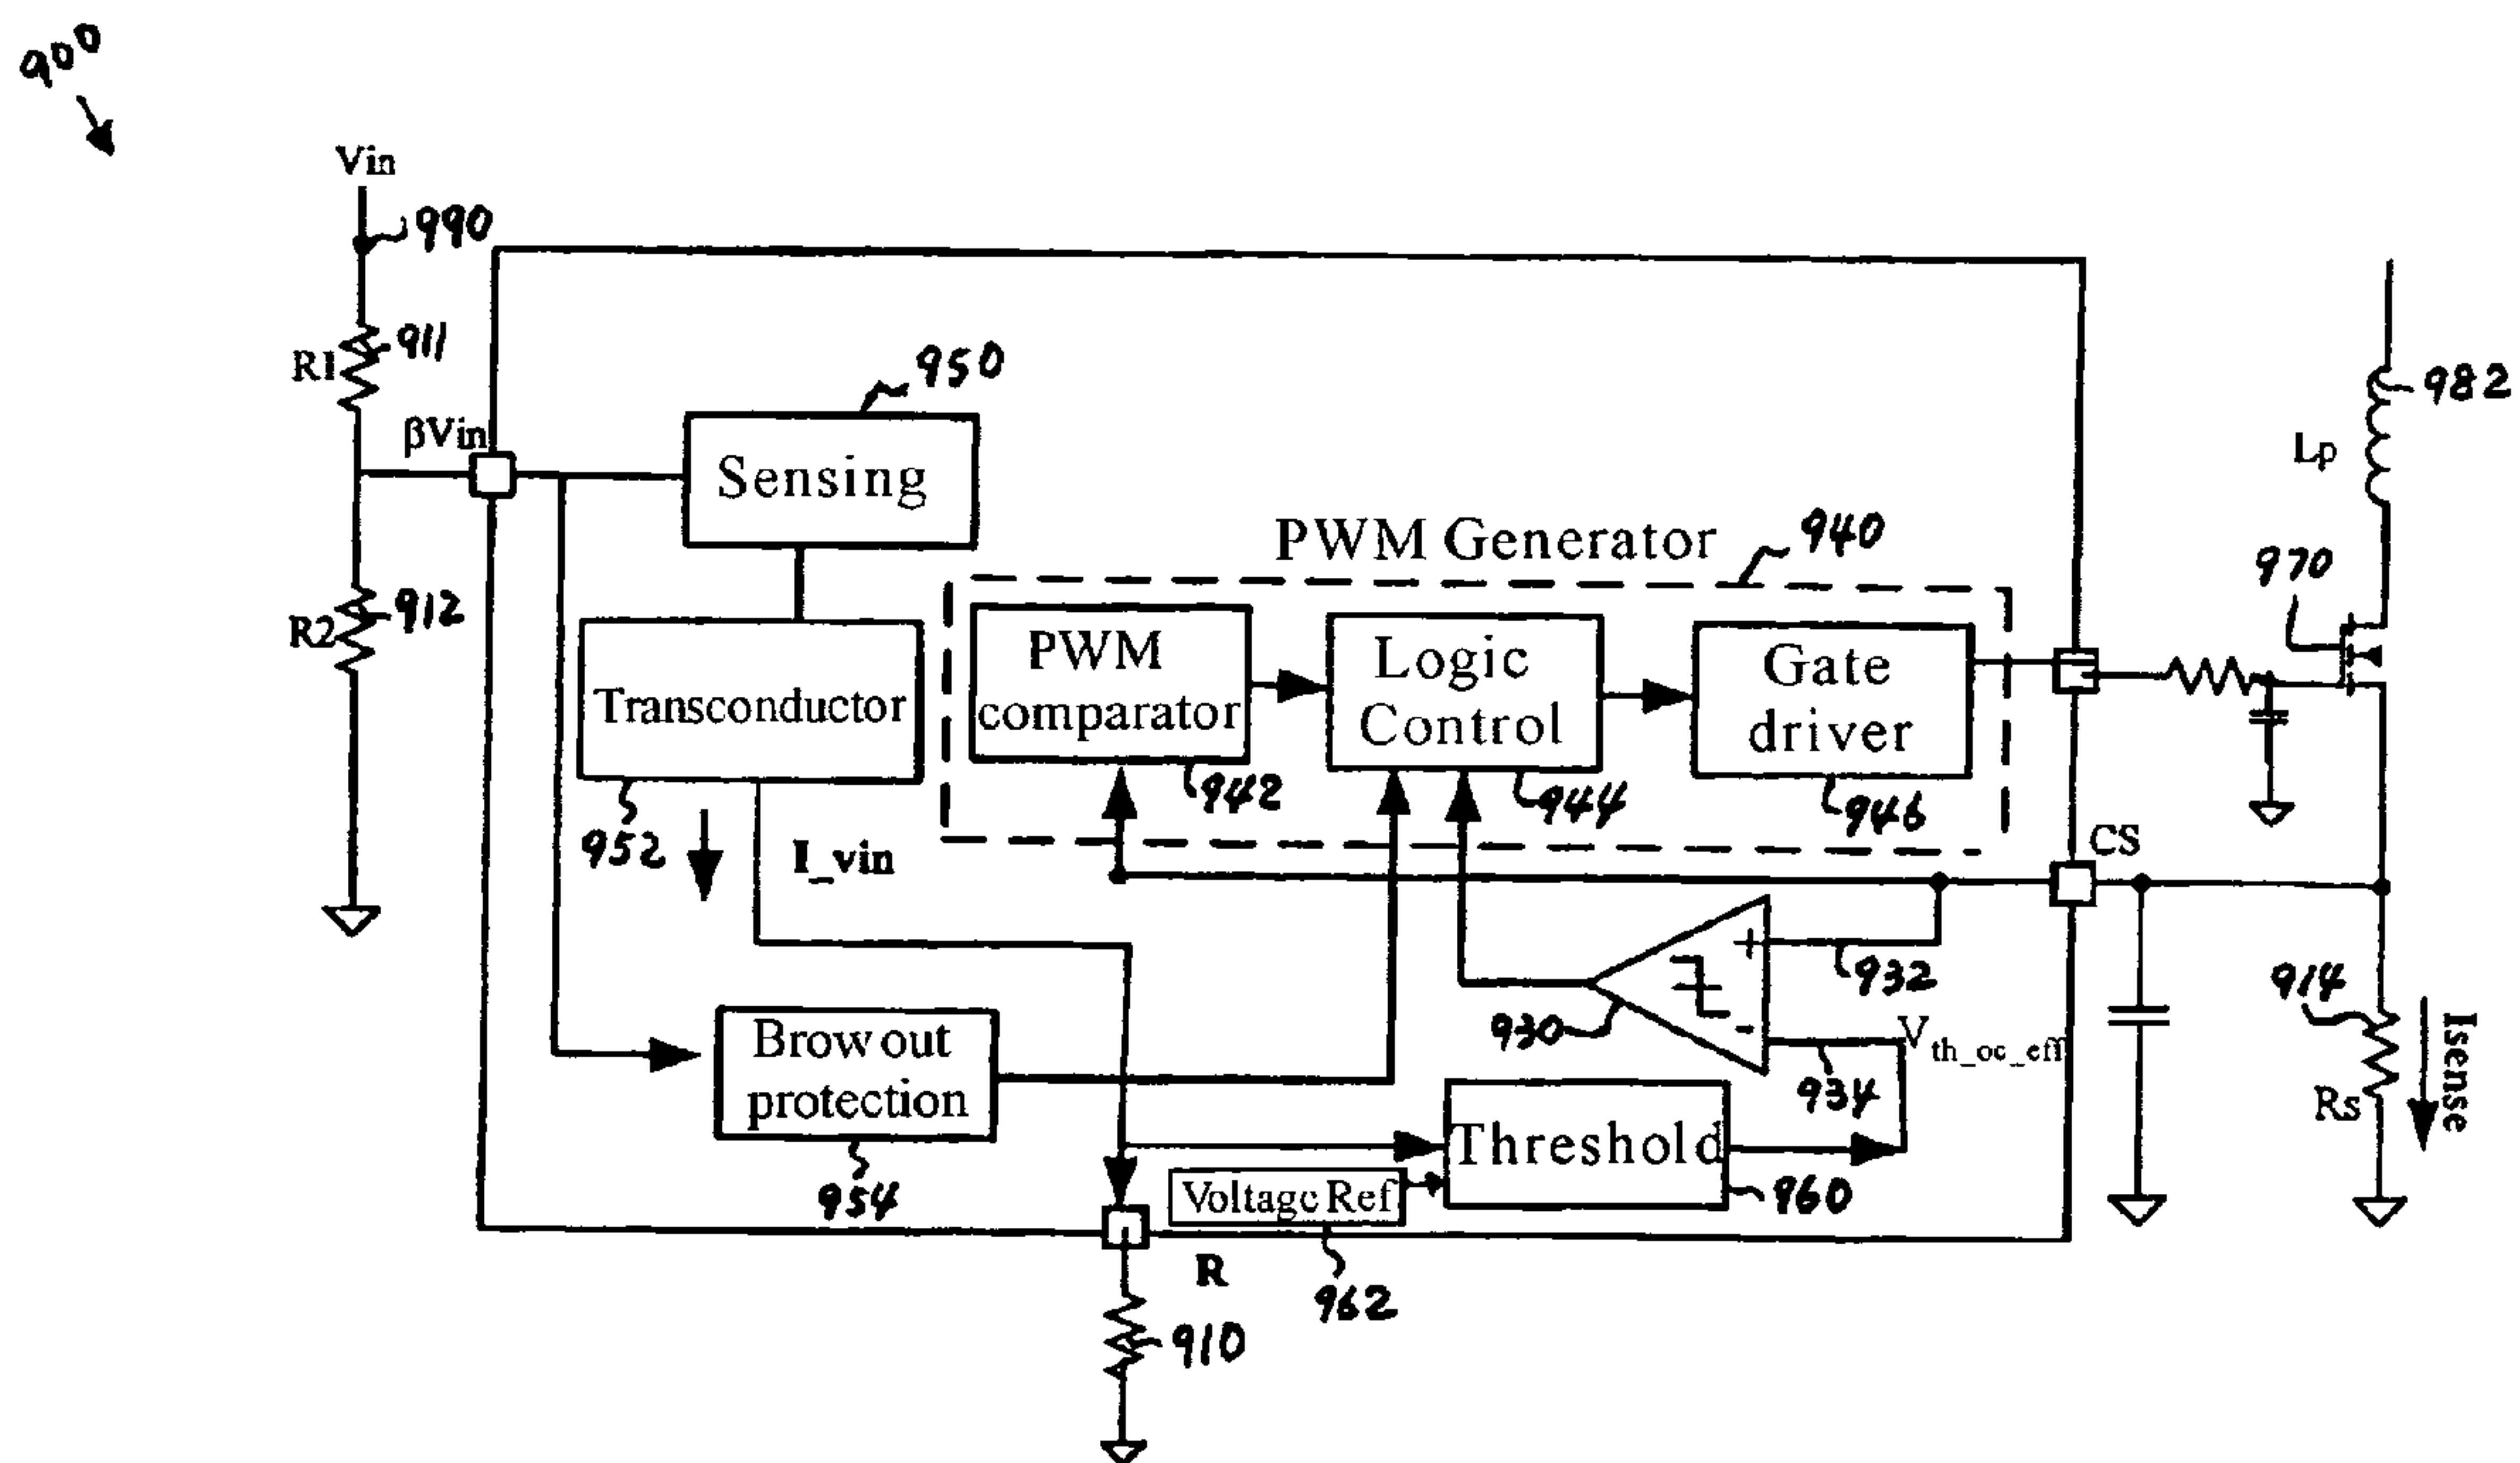 900
Vin
990
R1
911
βVin
950
Sensing
982
Lp
PWM Generator
940
970
R2
912
Transconductor
PWM
comparator
Logic
Control
Gate
driver
952
942
944
946
I_vin
CS
932
930
914
Isense
Vth_oc_eff
934
Rs
Brow out
protection
954
Threshold
960
Voltage Ref
R
962
910